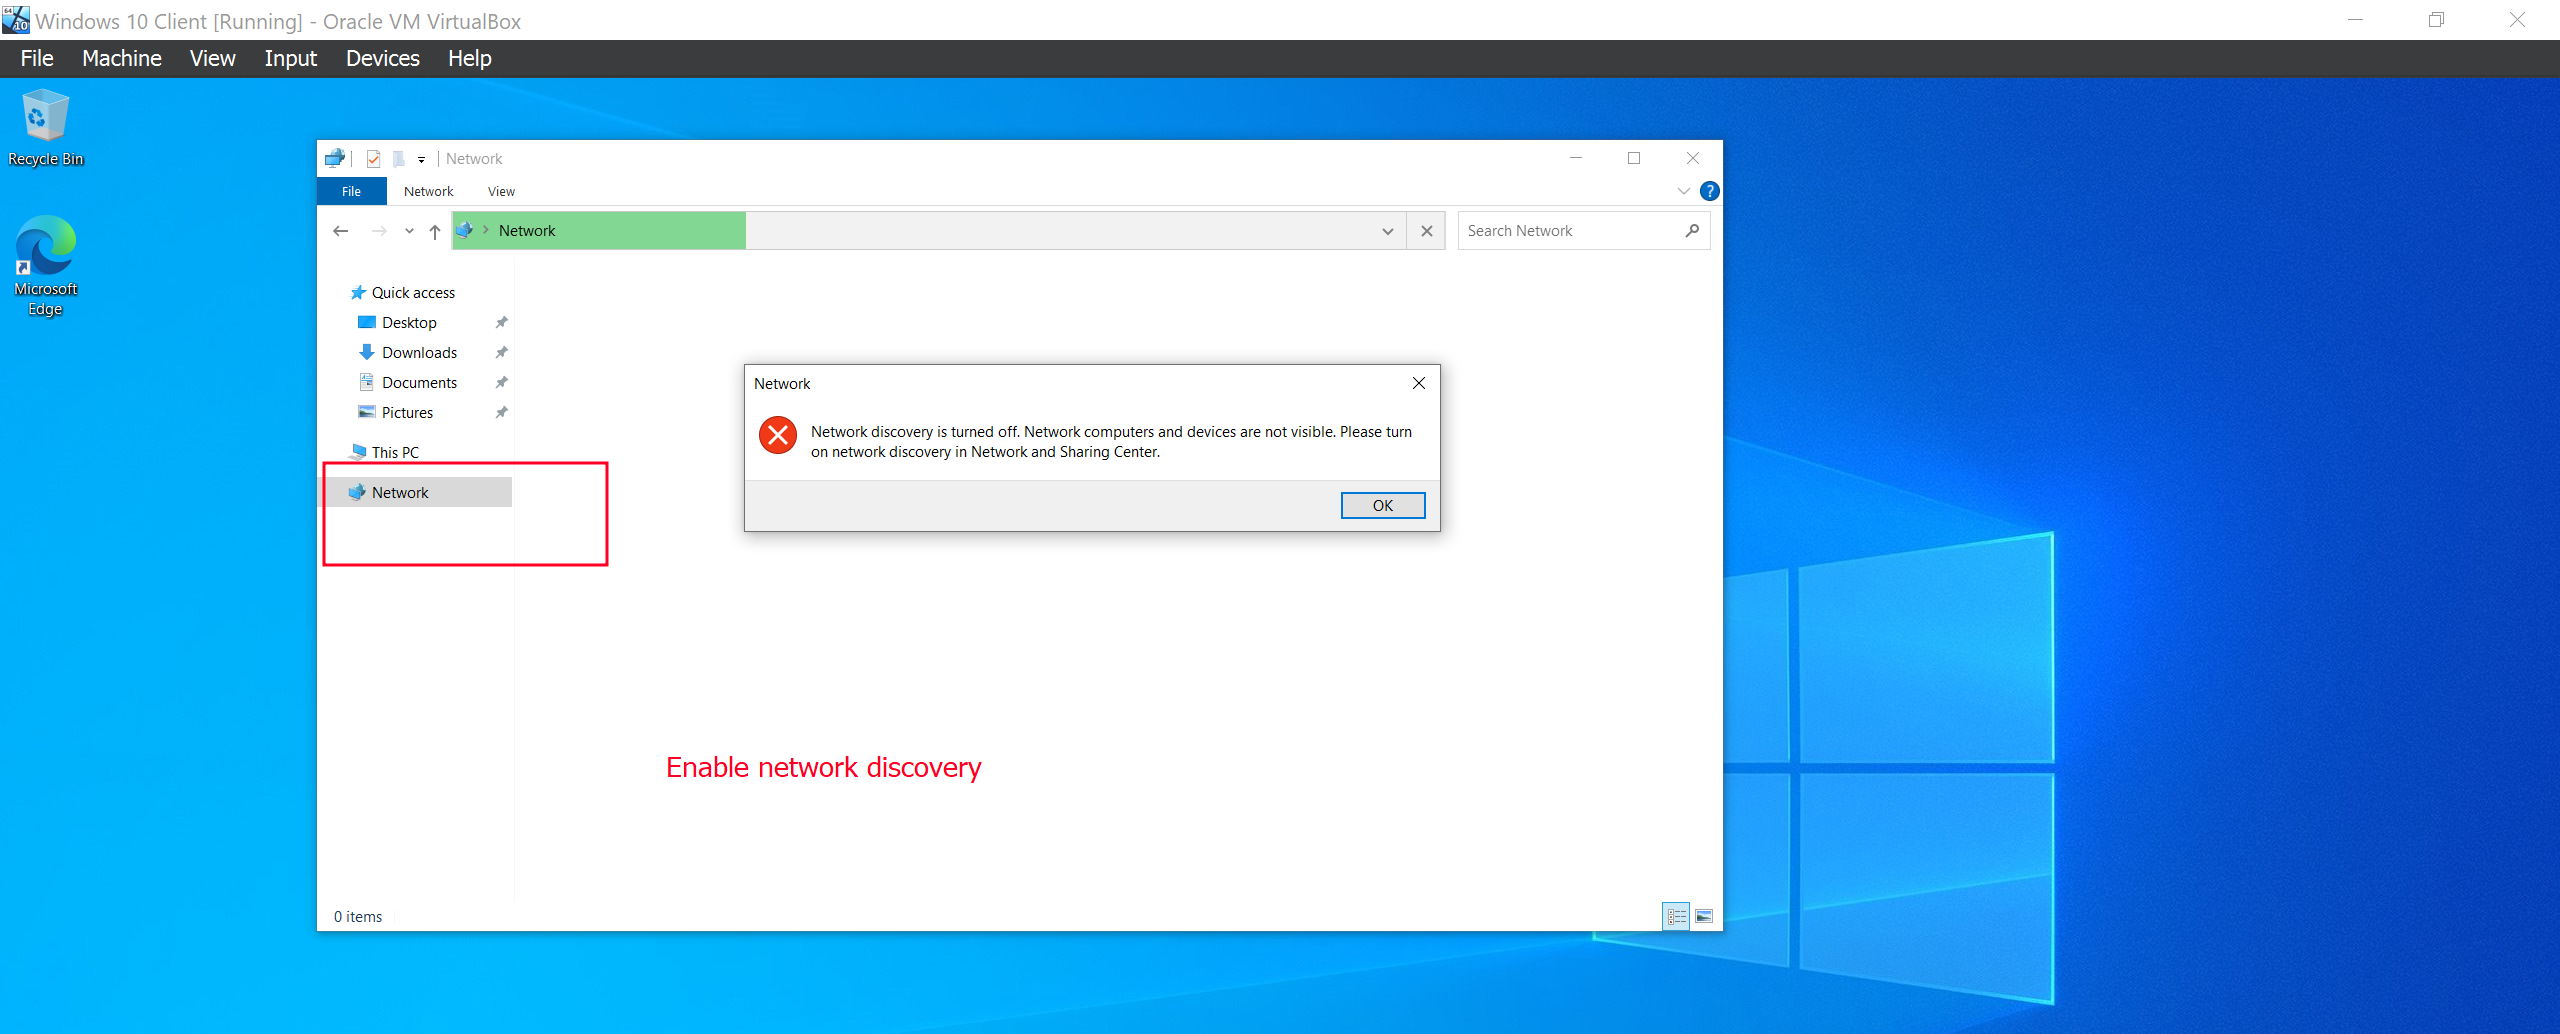 Windows 10 Client [Running] - Oracle VM VirtualBox
File Machine View Input Devices Help
Recycle Bin
Microsoft
Edge
Network
File Network View
Network
Search Network
Quick access
Desktop
Downloads
Documents
Pictures
This PC
Network
Network
Network discovery is turned off. Network computers and devices are not visible. Please turn
on network discovery in Network and Sharing Center.
OK
Enable network discovery
0 items